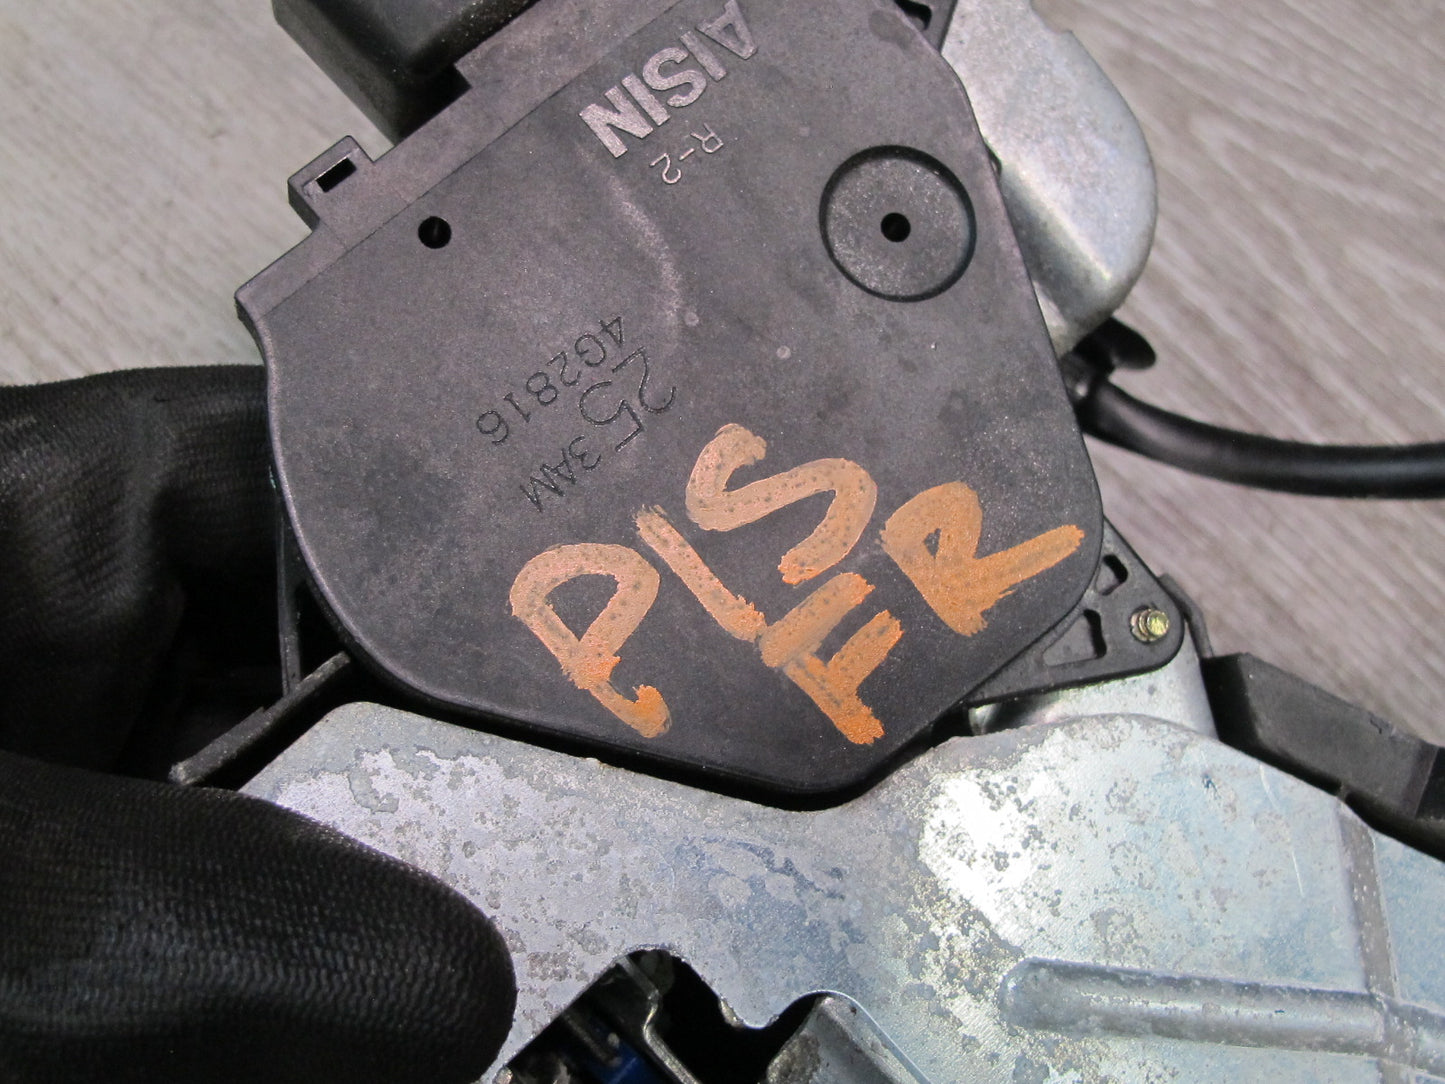 AISIN
R-2
4G2816
253AM
PIS
FR